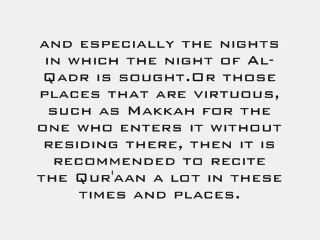 and especially the nights
in which the night of Al-
Qadr is sought.Or those
places that are virtuous,
such as Makkah for the
one who enters it without
residing there, then it is
recommended to recite
the Qur'aan a lot in these
times and places.